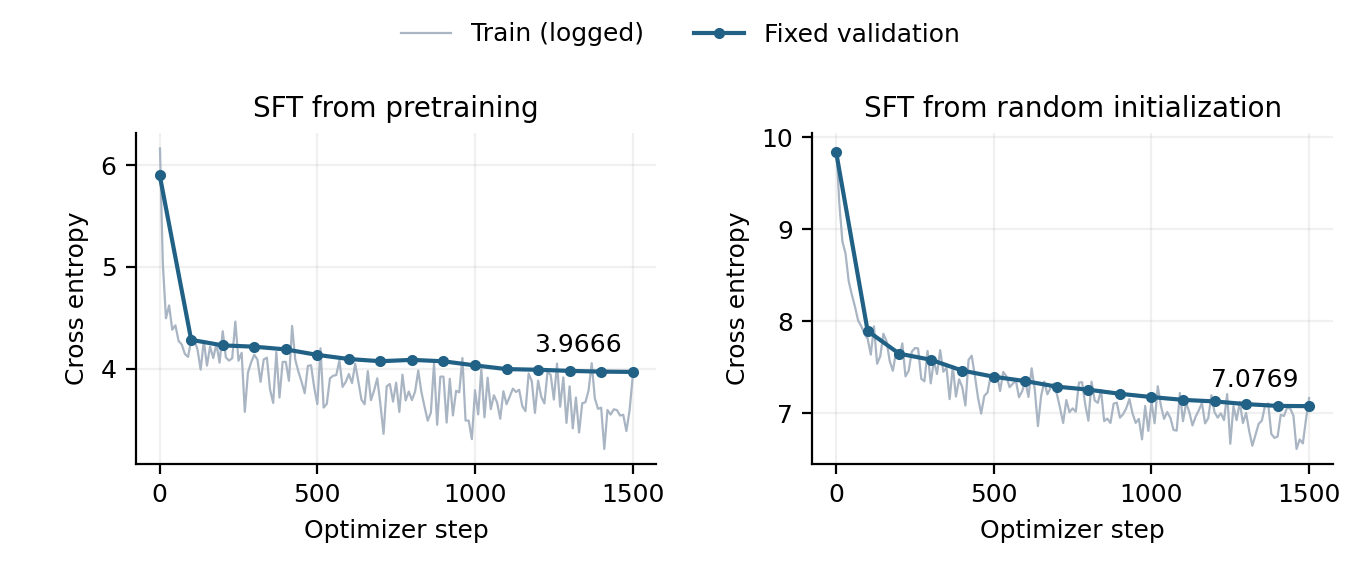 Train (logged)
Fixed validation
SFT from pretraining
6
5
4
Cross entropy
3.9666
0
500
1000
1500
Optimizer step
SFT from random initialization
10
9
8
7
Cross entropy
7.0769
0
500
1000
1500
Optimizer step